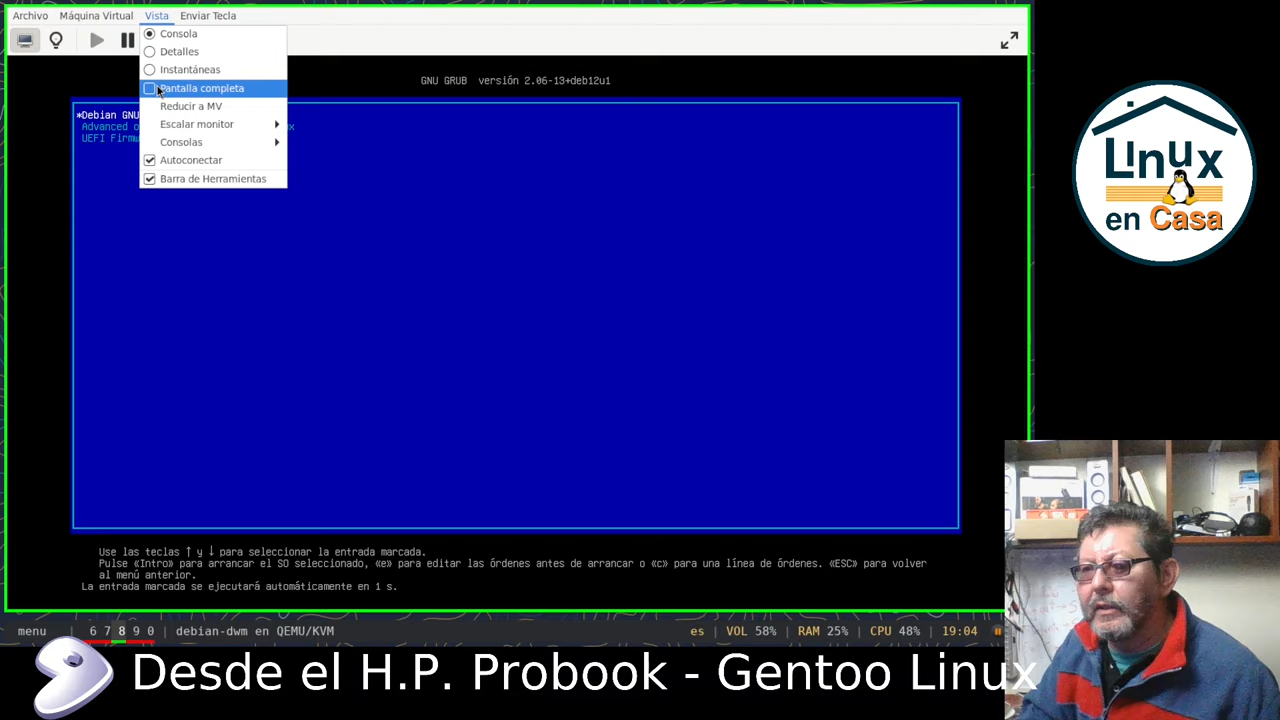 Archivo Máquina Virtual Vista Enviar Tecla
Consola
Detalles
Instantáneas
Pantalla completa
Reducir a MV
Escalar monitor
Consolas
Autoconectar
Barra de Herramientas
GNU GRUB versión 2.06-13+deb12u1
*Debian GNU
Advanced o
UEFI Firmw
Use las teclas ↑ y ↓ para seleccionar la entrada marcada.
Pulse «Intro» para arrancar el SO seleccionado, «e» para editar las órdenes antes de arrancar o «c» para una línea de órdenes. «ESC» para volver
al menú anterior.
La entrada marcada se ejecutará automáticamente en 1 s.
menu | 6 7 8 9 0 | debian-dwm en QEMU/KVM
es | VOL 58% | RAM 25% | CPU 48% | 19:04
Linux
en Casa
Desde el H.P. Probook - Gentoo Linux